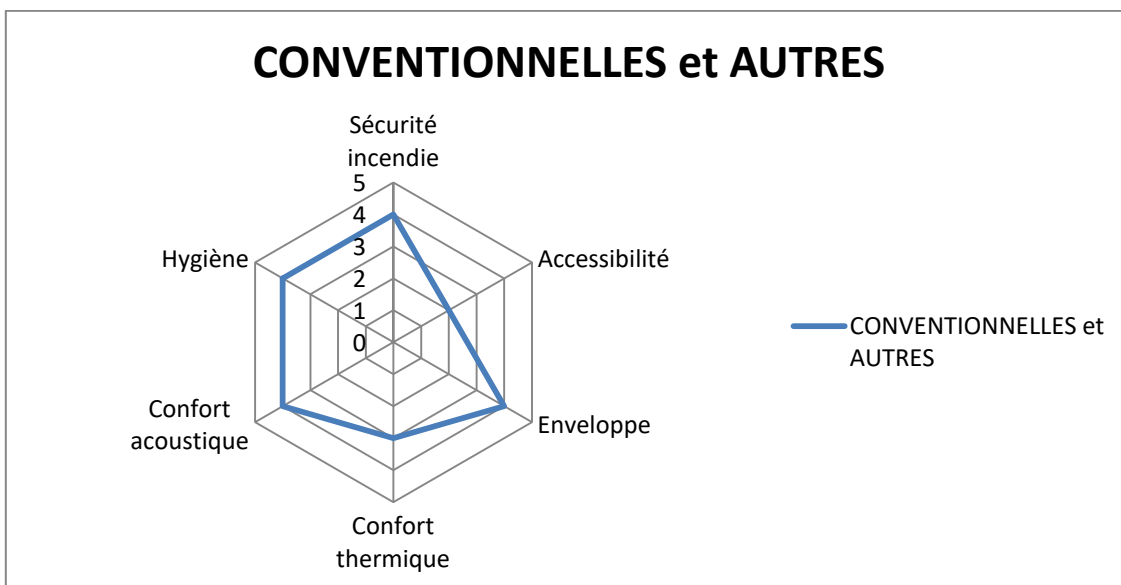 CONVENTIONNELLES et AUTRES
Sécurité
incendie
5
4
3
2
1
0
Hygiène
Accessibilité
Confort
acoustique
Enveloppe
Confort
thermique
CONVENTIONNELLES et
AUTRES